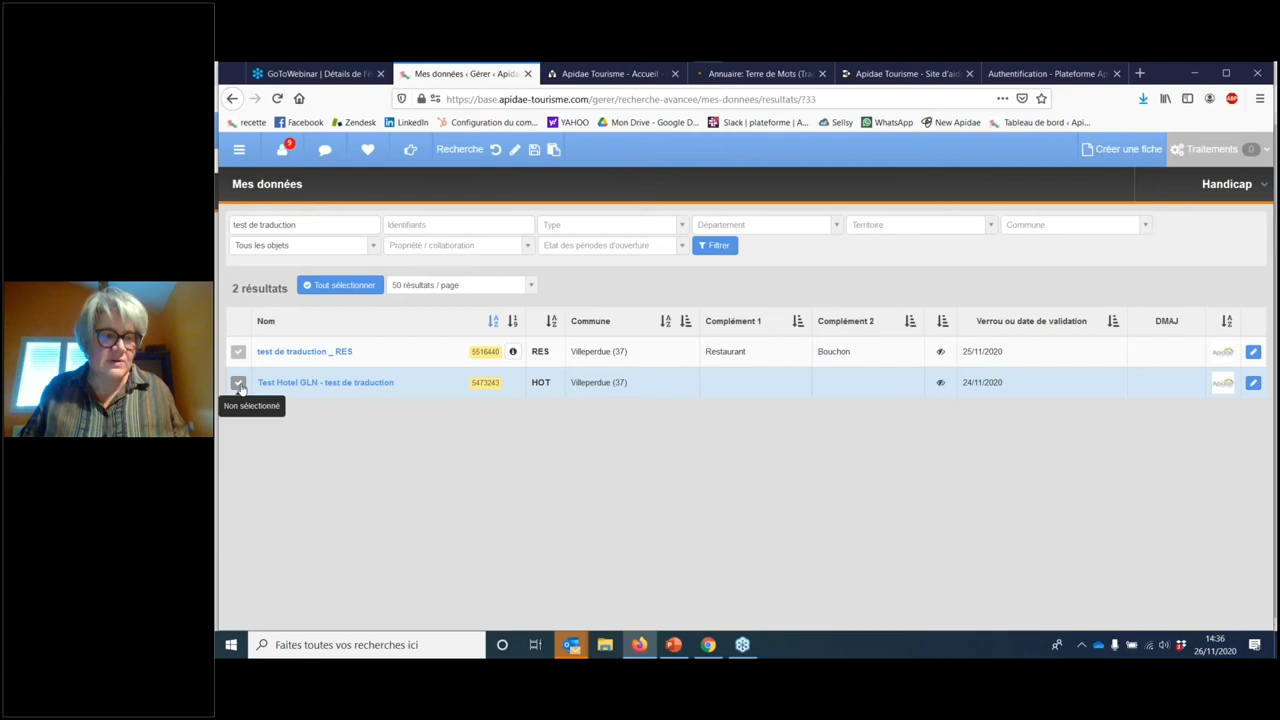 GoToWebinar | Détails de l'é
Mes données ‹ Gérer ‹ Apida
Apidae Tourisme - Accueil -
Annuaire: Terre de Mots (Tra
Apidae Tourisme - Site d'aid
Authentification - Plateforme Ap
https://base.apidae-tourisme.com/gerer/recherche-avancee/mes-donnees/resultats/?33
ABP
recette
Facebook
Zendesk
LinkedIn
Configuration du com...
YAHOO
Mon Drive - Google D...
Slack | plateforme | A...
Sellsy
WhatsApp
New Apidae
Tableau de bord ‹ Api...
9
Recherche
Créer une fiche
Traitements 0
Mes données
Handicap
test de traduction
Identifiants
Type
Département
Territoire
Commune
Tous les objets
Propriété / collaboration
Etat des périodes d'ouverture
Filtrer
2 résultats
Tout sélectionner
50 résultats / page
Nom
Commune
Complément 1
Complément 2
Verrou ou date de validation
DMAJ
test de traduction _ RES 5516440 RES Villeperdue (37) Restaurant Bouchon 25/11/2020
Test Hotel GLN - test de traduction 5473243 HOT Villeperdue (37) 24/11/2020
Non sélectionné
Faites toutes vos recherches ici
14:36
26/11/2020